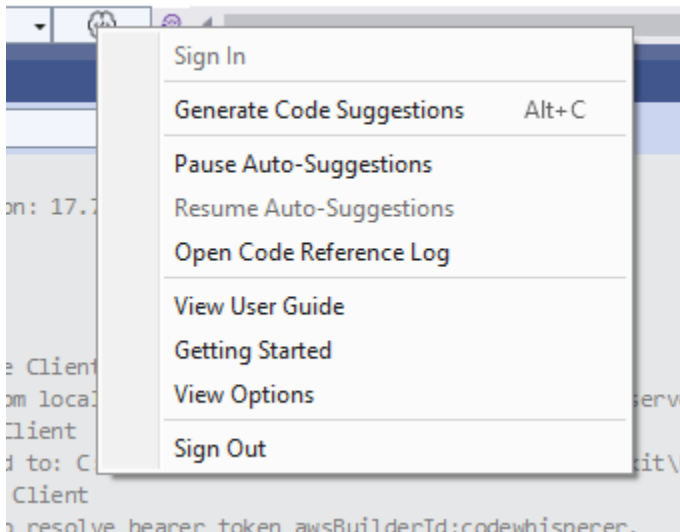 Sign In
Generate Code Suggestions Alt+C
Pause Auto-Suggestions
on: 17.7
Resume Auto-Suggestions
Open Code Reference Log
View User Guide
Getting Started
e Client
View Options
om local
serve
Client
Sign Out
d to: C:
kit\
Client
o resolve bearer token awsBuilderId:codewhisperer.